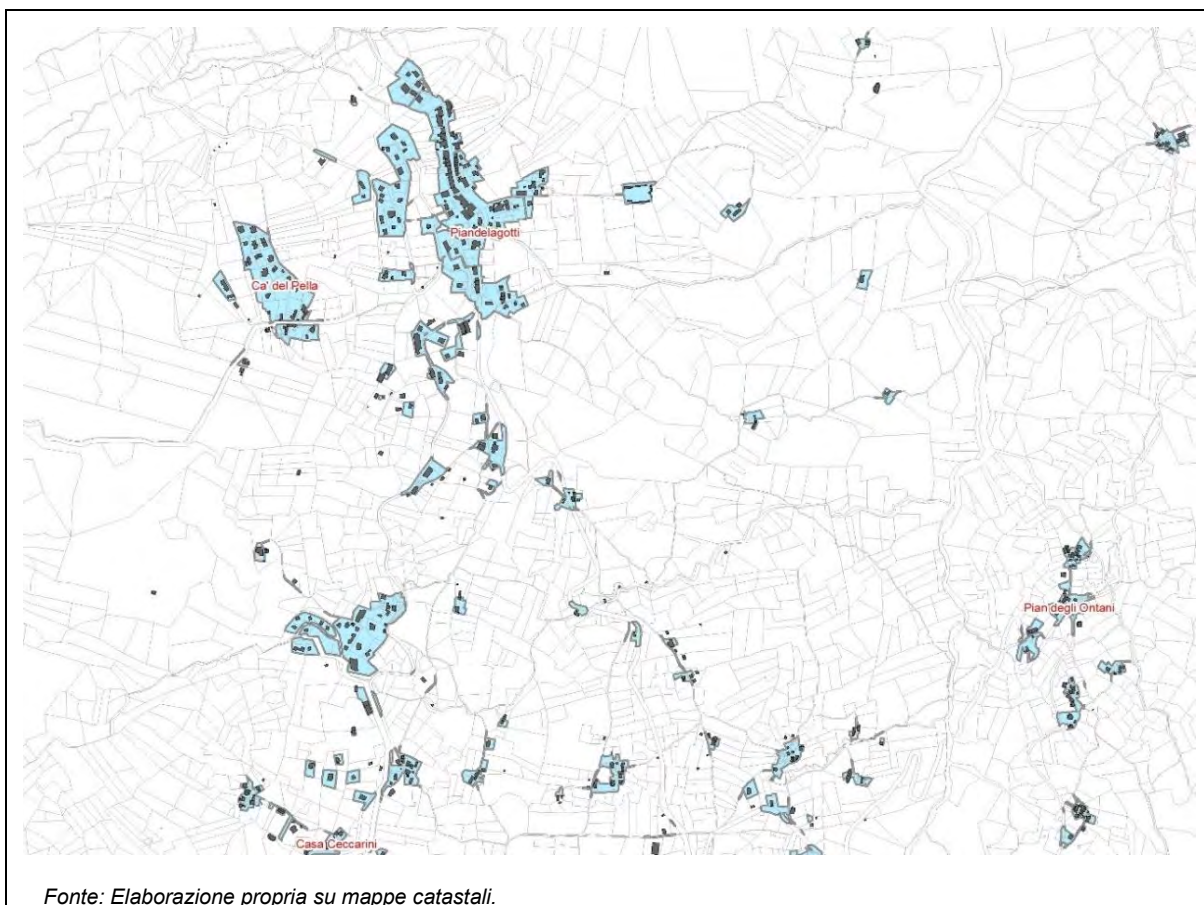 Piandelagotti
Ca' del Pella
Pian degli Ontani
Casa Ceccarini
Fonte: Elaborazione propria su mappe catastali.